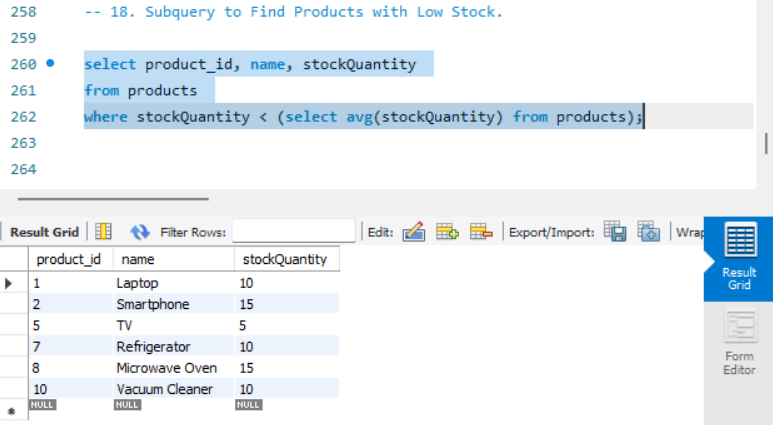 258 -- 18. Subquery to Find Products with Low Stock.
259
260 select product_id, name, stockQuantity
261 from products
262 where stockQuantity < (select avg(stockQuantity) from products);
263
264
Result Grid Filter Rows: Edit: Export/Import: Wrap
product_id name stockQuantity
1 Laptop 10
2 Smartphone 15
5 TV 5
7 Refrigerator 10
8 Microwave Oven 15
10 Vacuum Cleaner 10
NULL NULL NULL
Result
Grid
Form
Editor